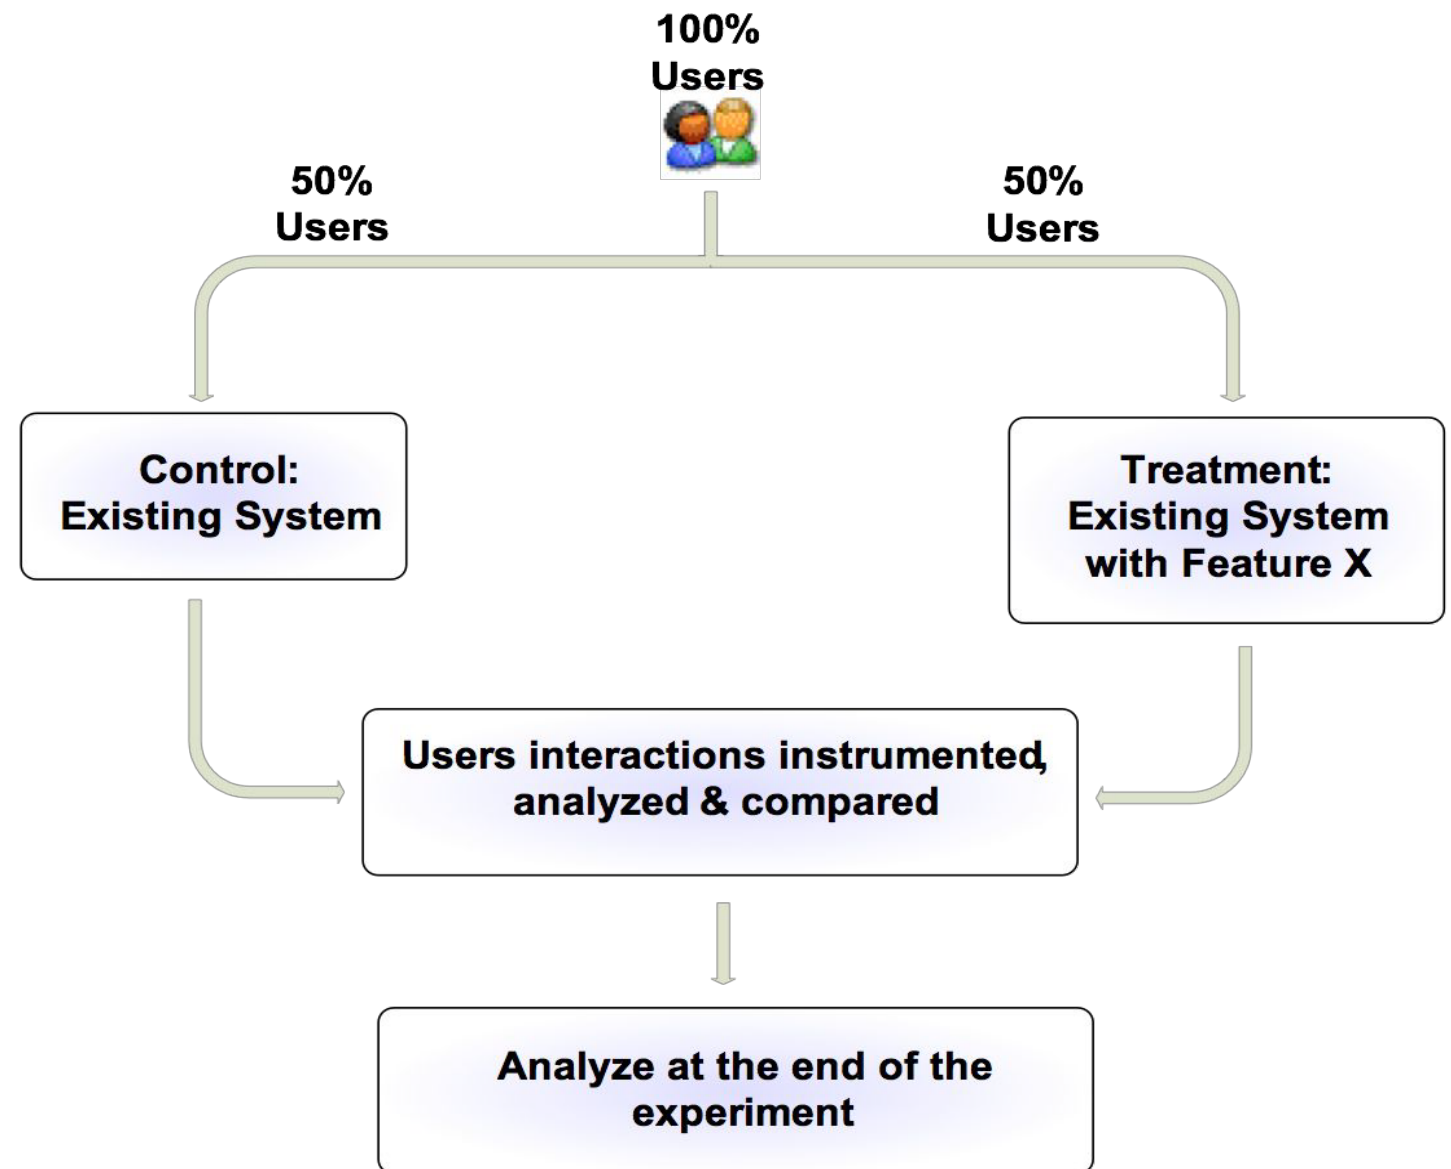 100%
Users
50%
Users
50%
Users
Control:
Existing System
Treatment:
Existing System
with Feature X
Users interactions instrumented,
analyzed & compared
Analyze at the end of the
experiment